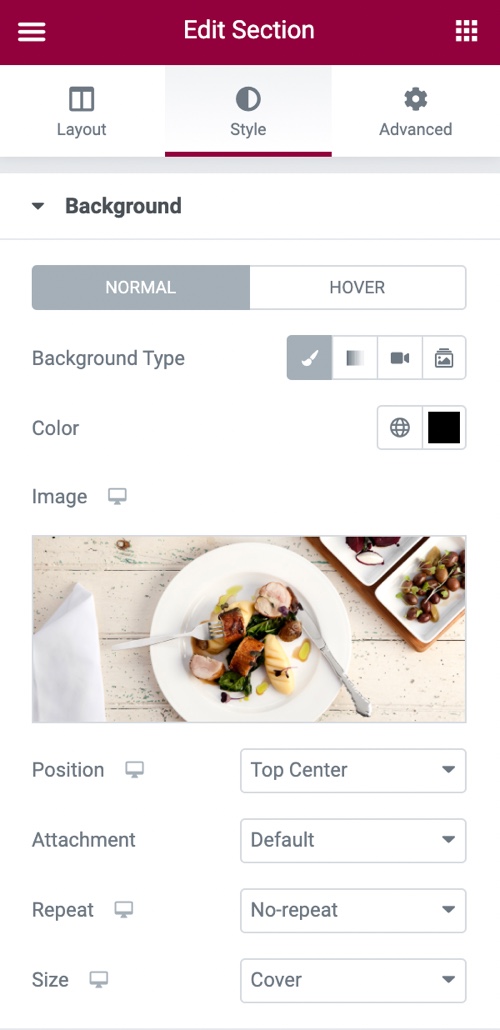 Edit Section
Layout
Style
Advanced
Background
NORMAL
HOVER
Background Type
Color
Image
Position
Top Center
Attachment
Default
Repeat
No-repeat
Size
Cover